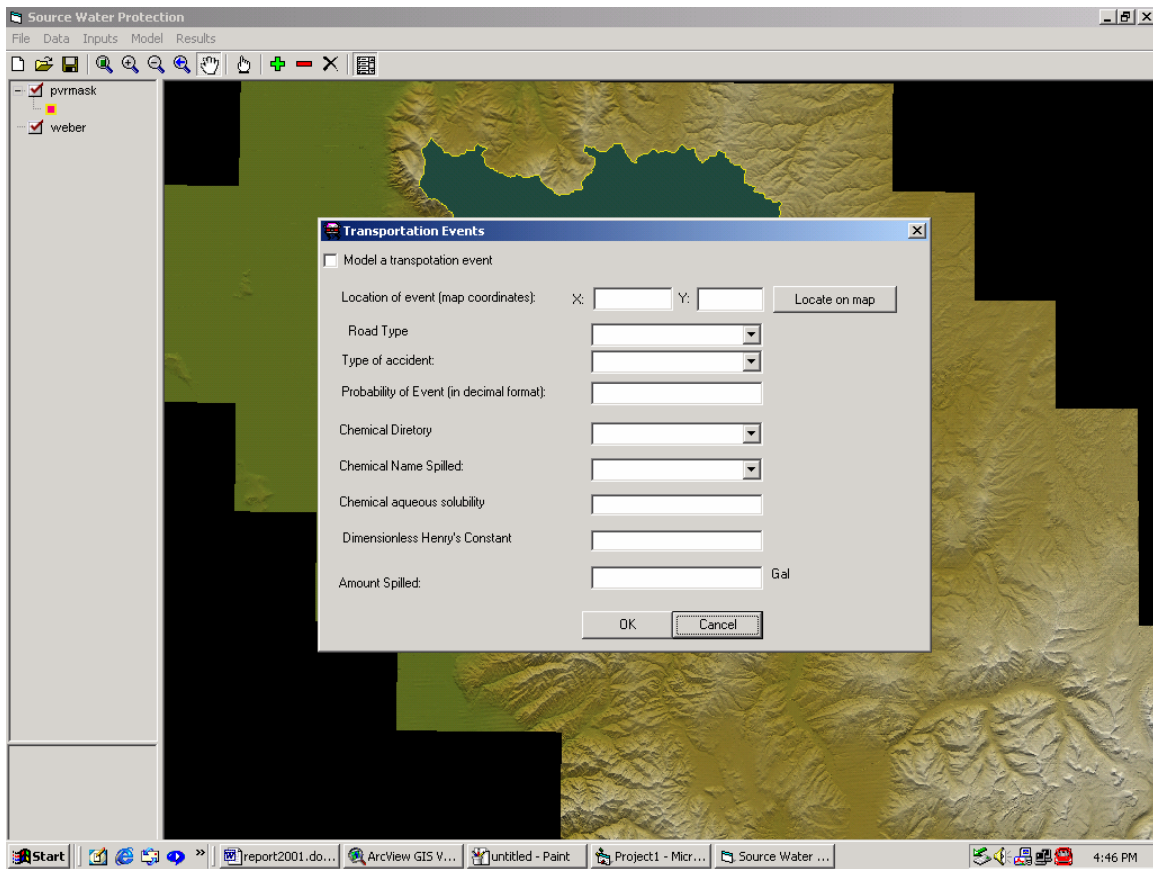 Source Water Protection
File Data Inputs Model Results
pvrmask
weber
Transportation Events
Model a transpotation event
Location of event (map coordinates): X: Y: Locate on map
Road Type
Type of accident:
Probability of Event (in decimal format):
Chemical Diretory
Chemical Name Spilled:
Chemical aqueous solubility
Dimensionless Henry's Constant
Amount Spilled: Gal
OK Cancel
Start » report2001.do... ArcView GIS V... untitled - Paint Project1 - Micr... Source Water ... 4:46 PM